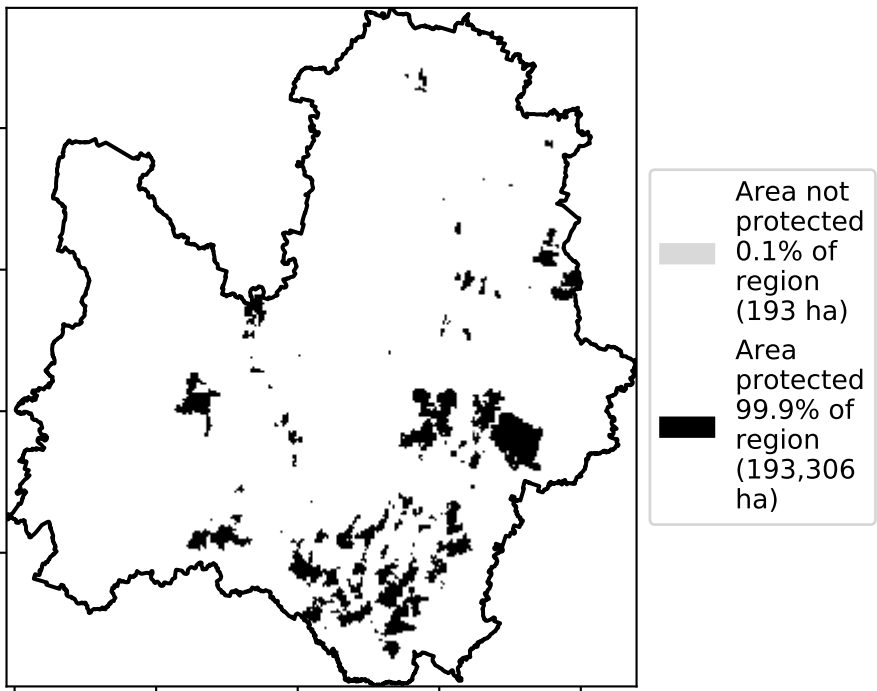 Area not
protected
0.1% of
region
(193 ha)
Area
protected
99.9% of
region
(193,306
ha)